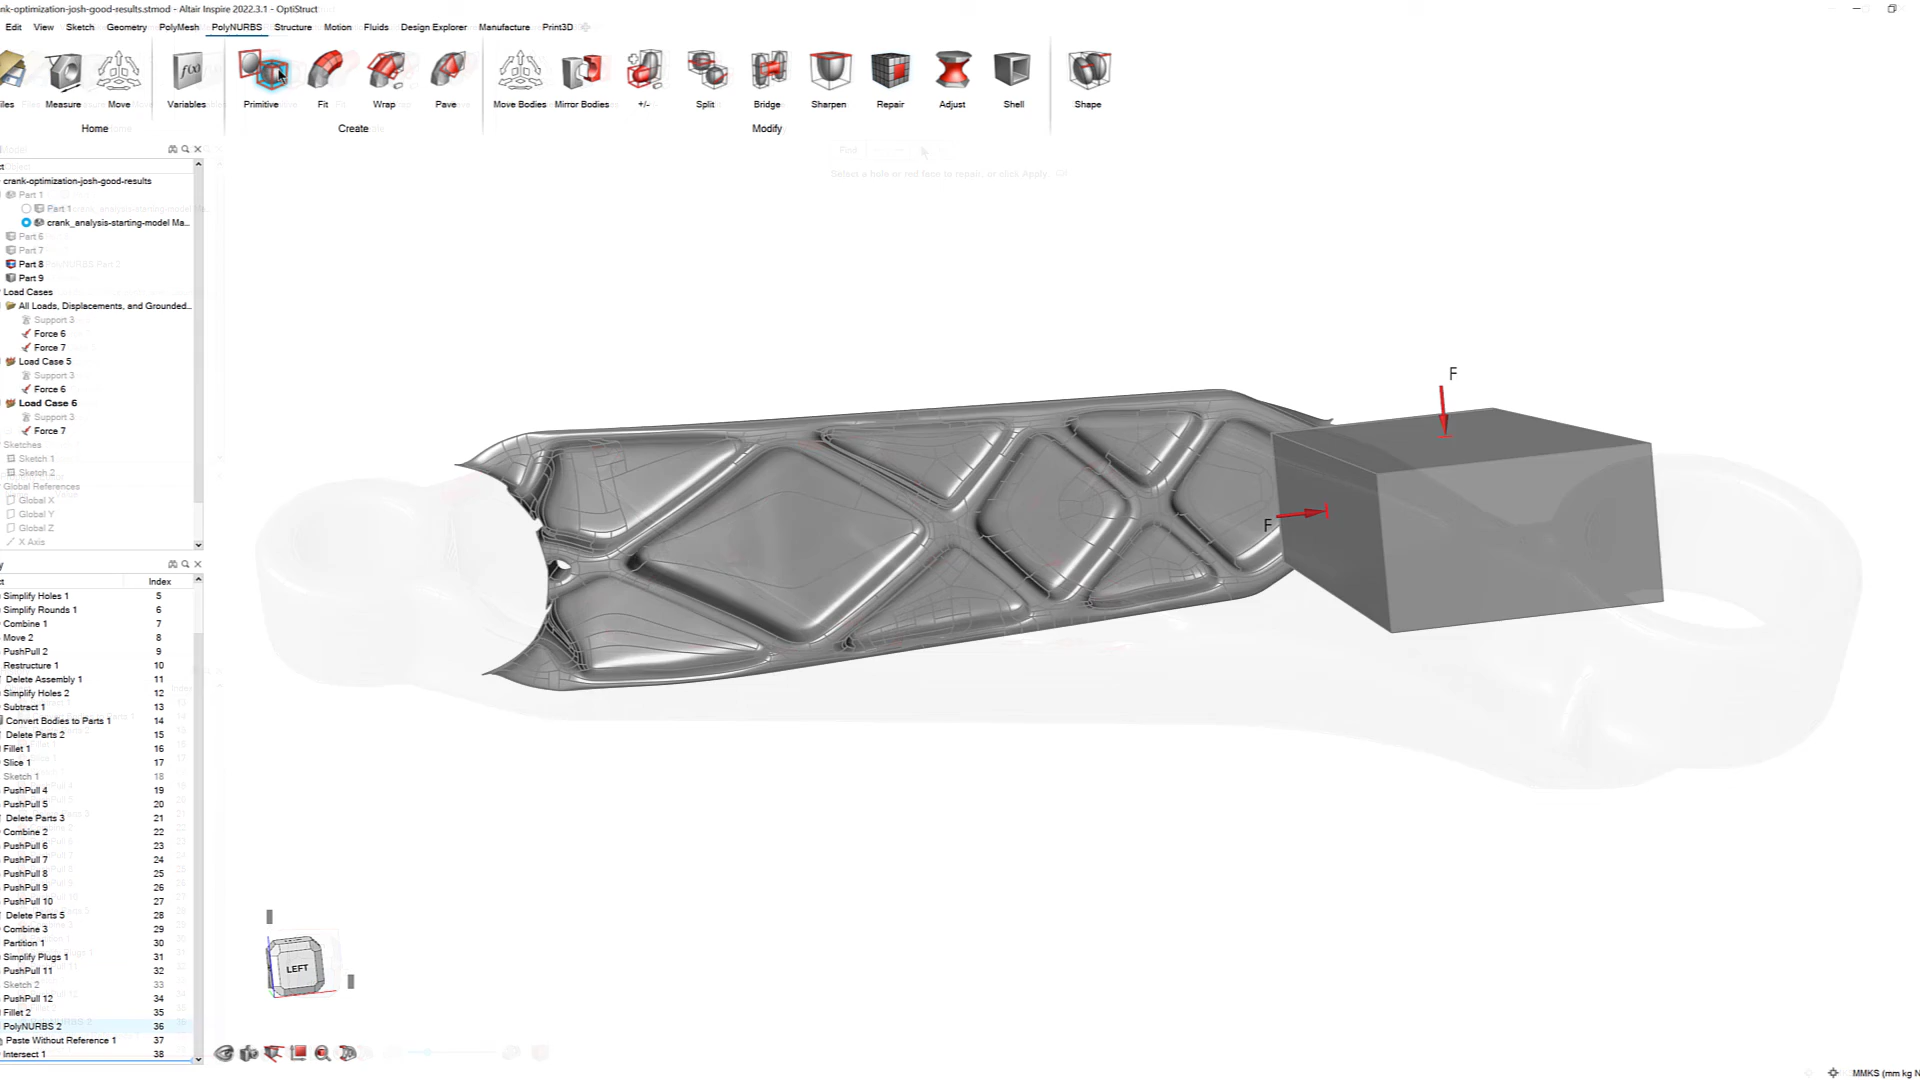 nk-optimization-josh-good-results.stmod - Altair Inspire 2022.3.1 - OptiStruct
Edit View Sketch Geometry PolyMesh PolyNURBS Structure Motion Fluids Design Explorer Manufacture Print3D
iles Measure Move Variables Primitive Fit Wrap Pave Move Bodies Mirror Bodies +/- Split Bridge Sharpen Repair Adjust Shell Shape
Home Create Modify
Find
Select a hole or red face to repair, or click Apply.
crank-optimization-josh-good-results
Part 1
Part 1
crank_analysis-starting-model Ma...
Part 6
Part 7
Part 8
Part 9
Load Cases
All Loads, Displacements, and Grounded...
Support 3
Force 6
Force 7
Load Case 5
Support 3
Force 6
Load Case 6
Support 3
Force 7
Sketches
Sketch 1
Sketch 2
Global References
Global X
Global Y
Global Z
X Axis
F
F
Index
Simplify Holes 1 5
Simplify Rounds 1 6
Combine 1 7
Move 2 8
PushPull 2 9
Restructure 1 10
Delete Assembly 1 11
Simplify Holes 2 12
Subtract 1 13
Convert Bodies to Parts 1 14
Delete Parts 2 15
Fillet 1 16
Slice 1 17
Sketch 1 18
PushPull 4 19
PushPull 5 20
Delete Parts 3 21
Combine 2 22
PushPull 6 23
PushPull 7 24
PushPull 8 25
PushPull 9 26
PushPull 10 27
Delete Parts 5 28
Combine 3 29
Partition 1 30
Simplify Plugs 1 31
PushPull 11 32
Sketch 2 33
PushPull 12 34
Fillet 2 35
PolyNURBS 2 36
Paste Without Reference 1 37
Intersect 1 38
LEFT
MMKS (mm kg N